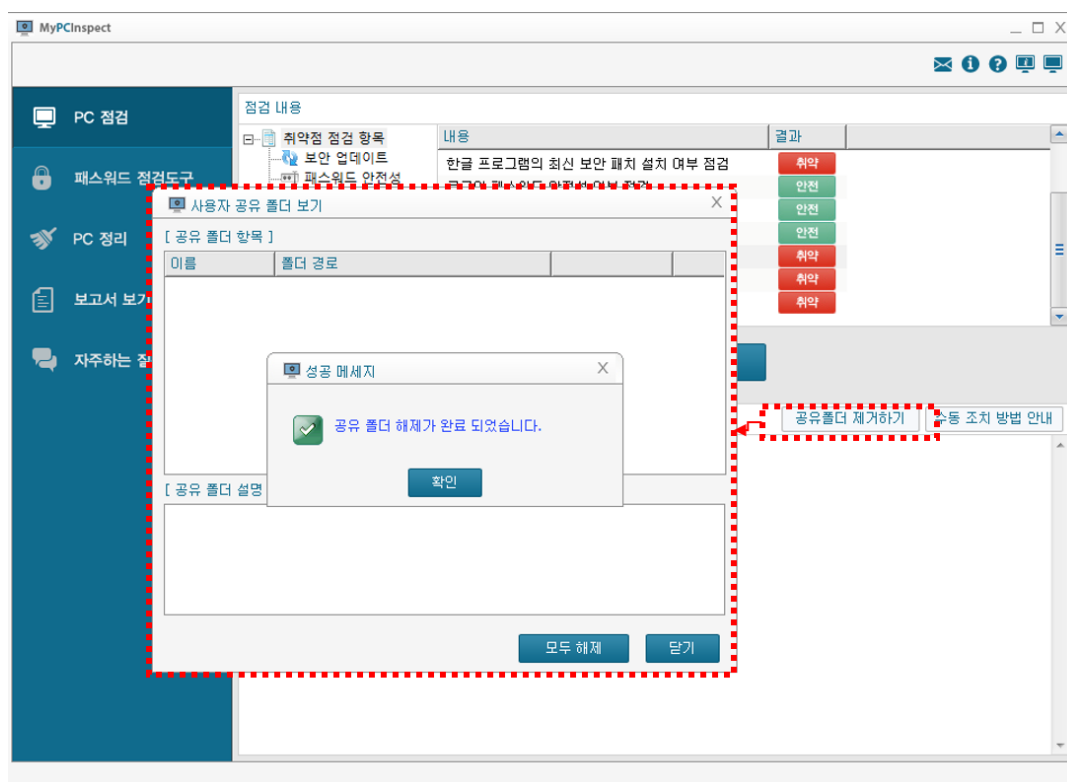 MyPCInspect
PC 점검
패스워드 점검도구
PC 정리
보고서 보기
자주하는 질
점검 내용
취약점 점검 항목
보안 업데이트
패스워드 안전성
내용
결과
한글 프로그램의 최신 보안 패치 설치 여부 점검
취약
안전
안전
안전
취약
취약
취약
사용자 공유 폴더 보기
X
[ 공유 폴더 항목 ]
이름
폴더 경로
성공 메세지
X
공유 폴더 해제가 완료 되었습니다.
확인
[ 공유 폴더 설명
모두 해제
닫기
공유폴더 제거하기
수동 조치 방법 안내